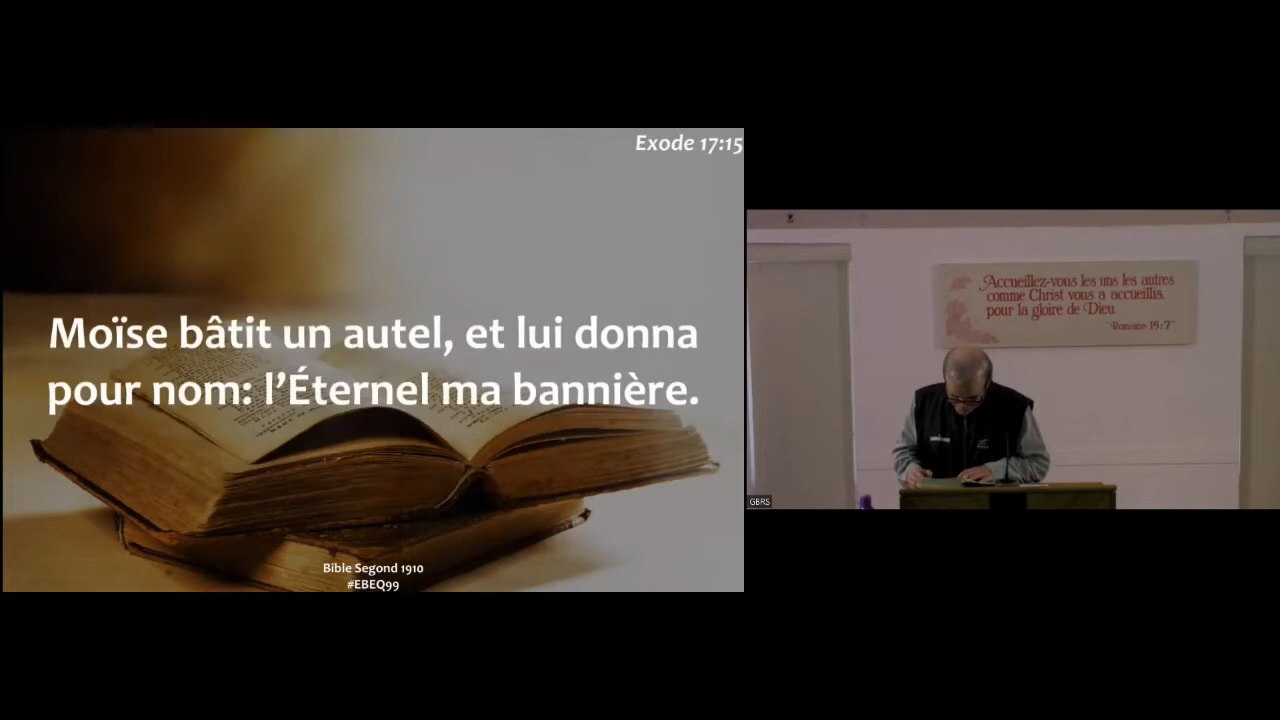 Exode 17:15
Moïse bâtit un autel, et lui donna
pour nom: l’Éternel ma bannière.
Bible Segond 1910
#EBEQ99
Accueillez-vous les uns les autres
comme Christ vous a accueillis,
pour la gloire de Dieu
Romains 15:7
GBRS